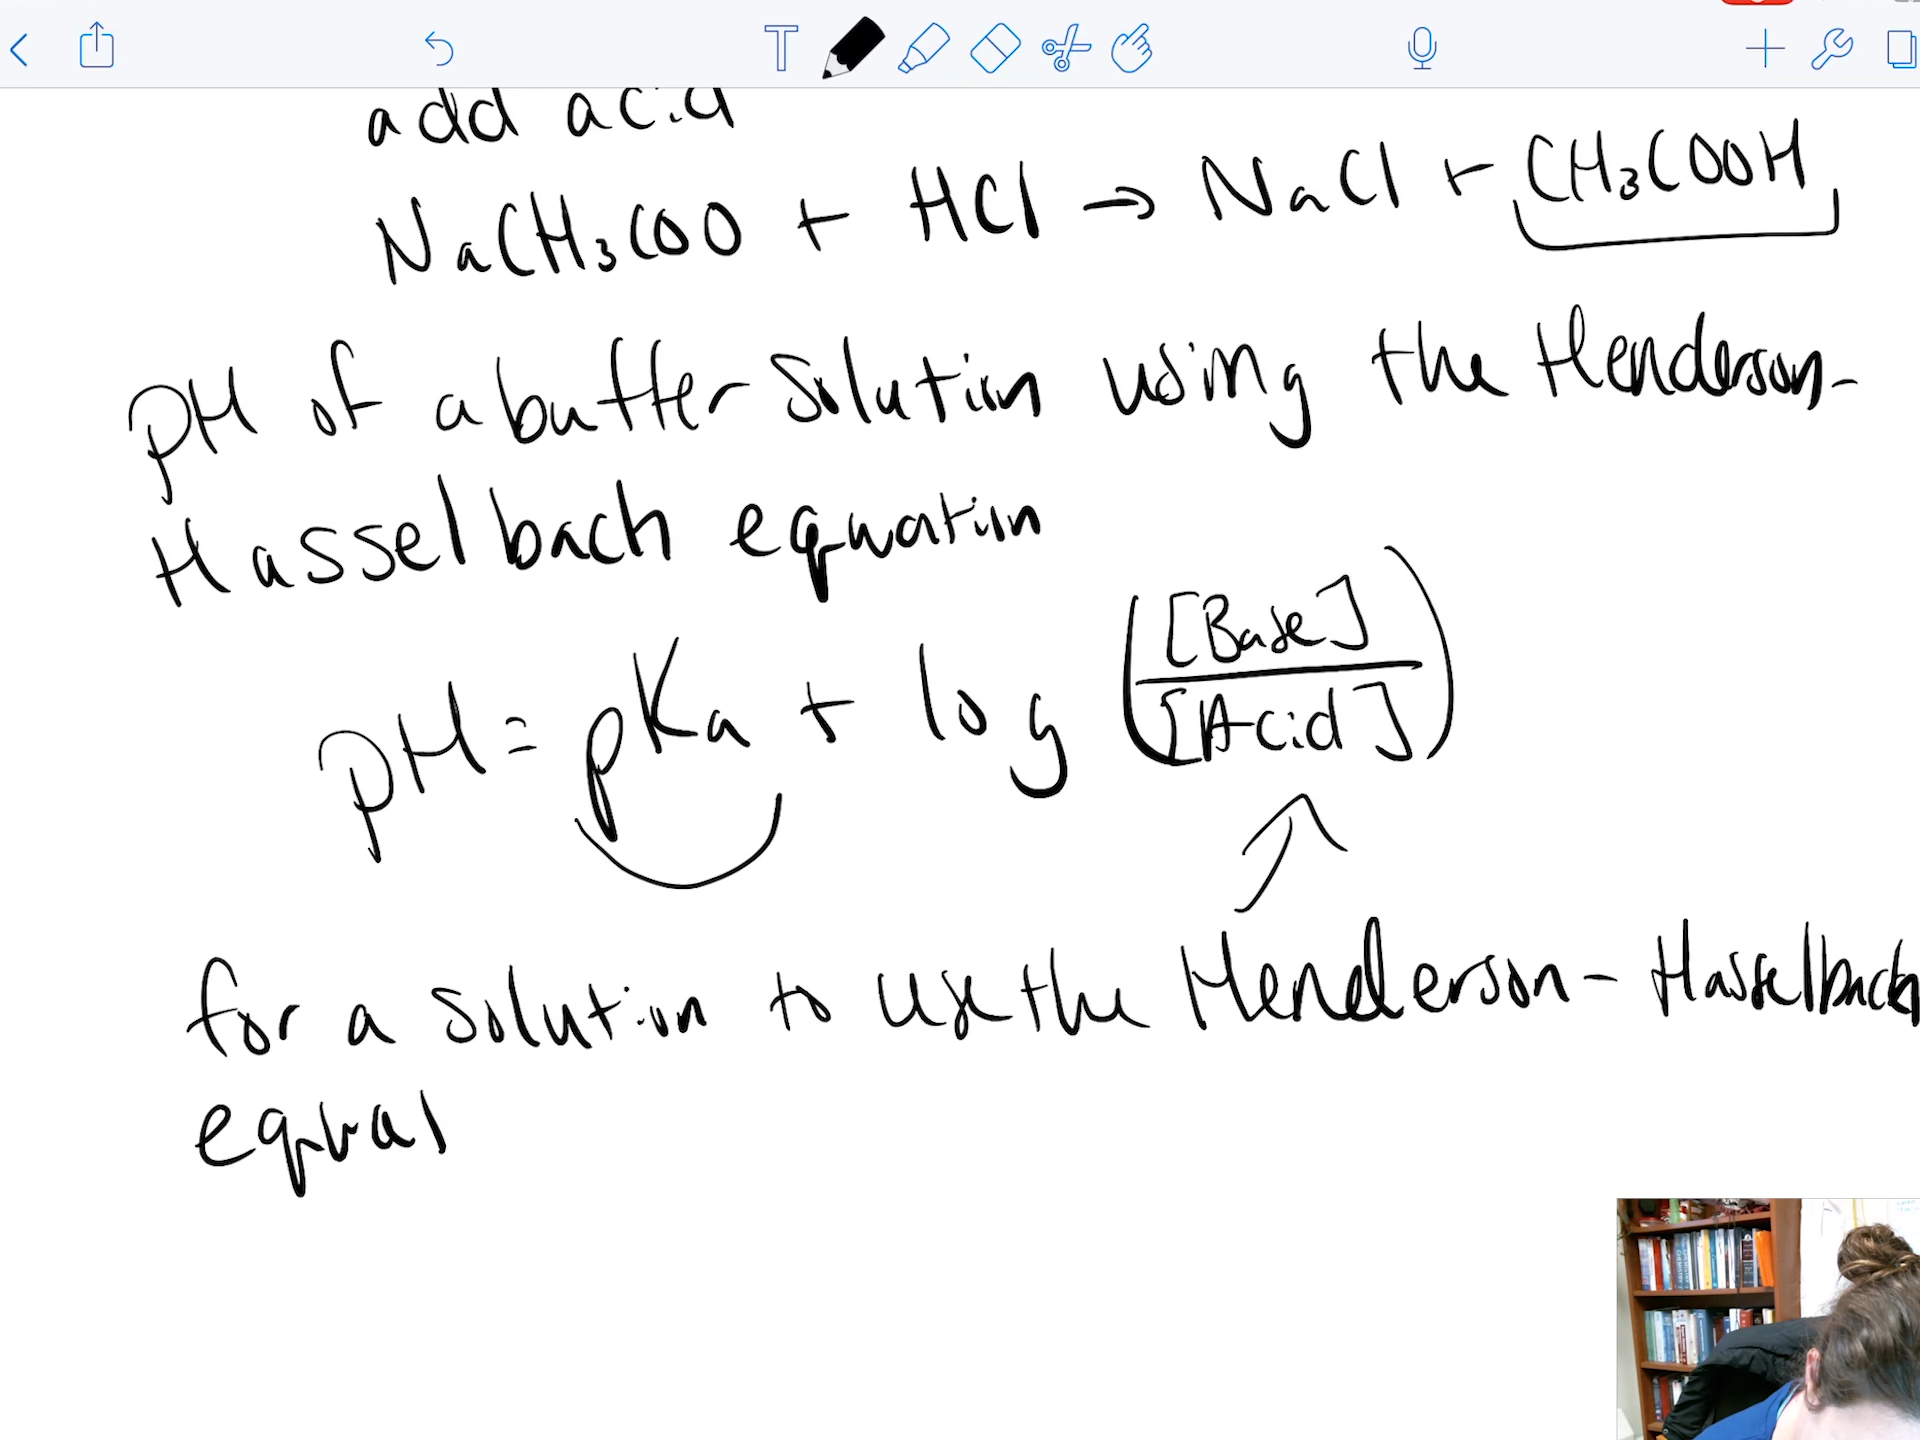 add acid
NaCH₃COO + HCl → NaCl + CH₃COOH
pH of a buffer solution using the Henderson-
Hasselbach equation
pH = pKa + log ([Base]/[Acid])
for a solution to use the Henderson-Hasselbach
equal